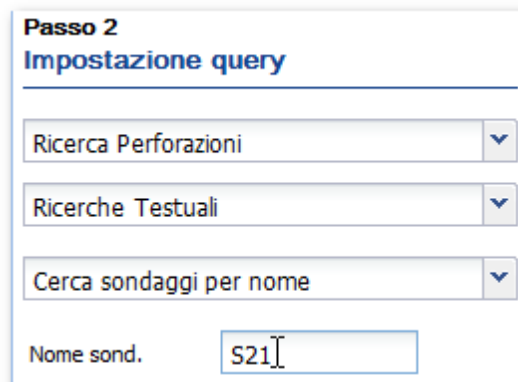 Passo 2
Impostazione query
Ricerca Perforazioni
Ricerche Testuali
Cerca sondaggi per nome
Nome sond. S21